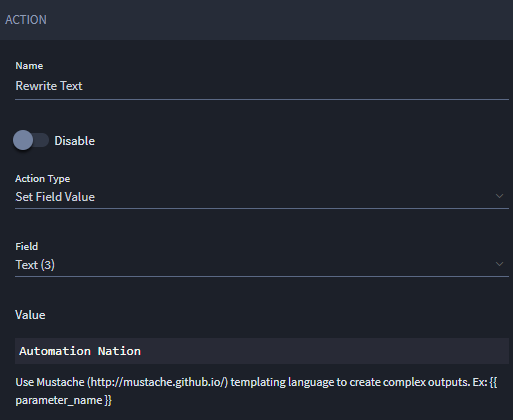 ACTION
Name
Rewrite Text
Disable
Action Type
Set Field Value
Field
Text (3)
Value
Automation Nation
Use Mustache (http://mustache.github.io/) templating language to create complex outputs. Ex: {{
parameter_name }}